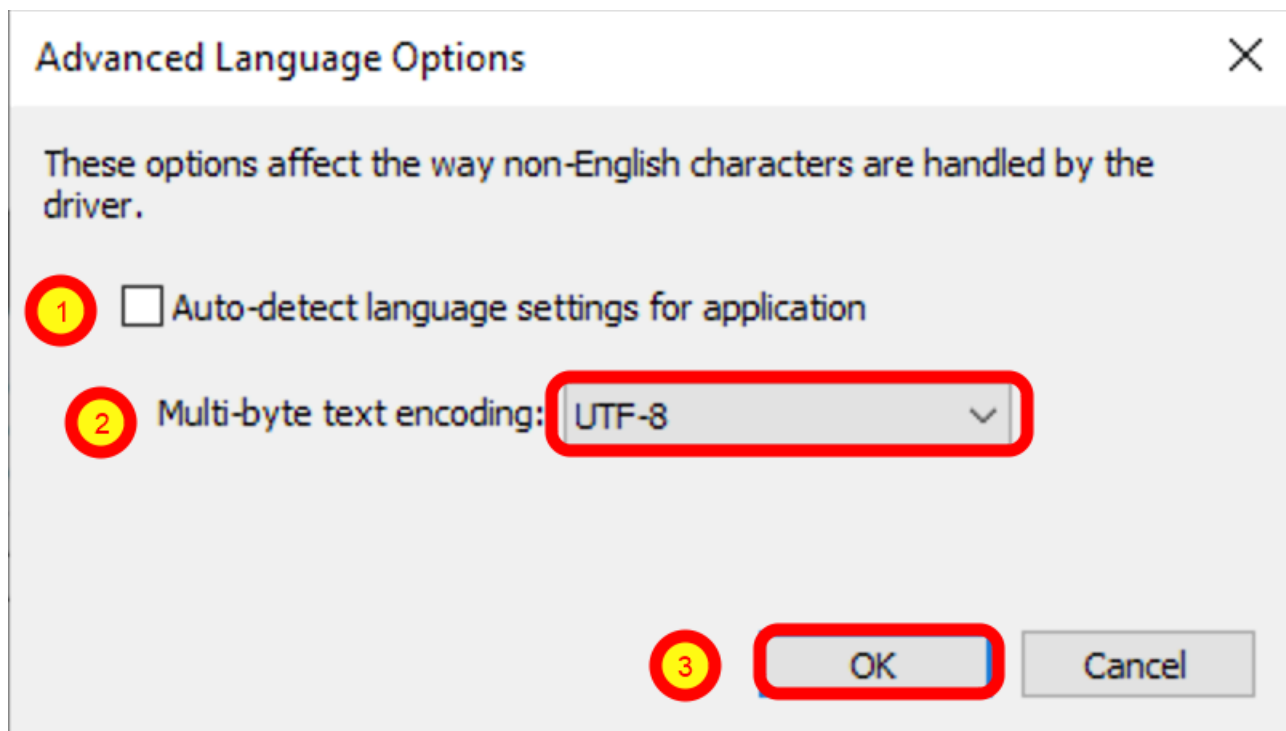 Advanced Language Options
These options affect the way non-English characters are handled by the
driver.
1 Auto-detect language settings for application
2 Multi-byte text encoding: UTF-8
3 OK Cancel